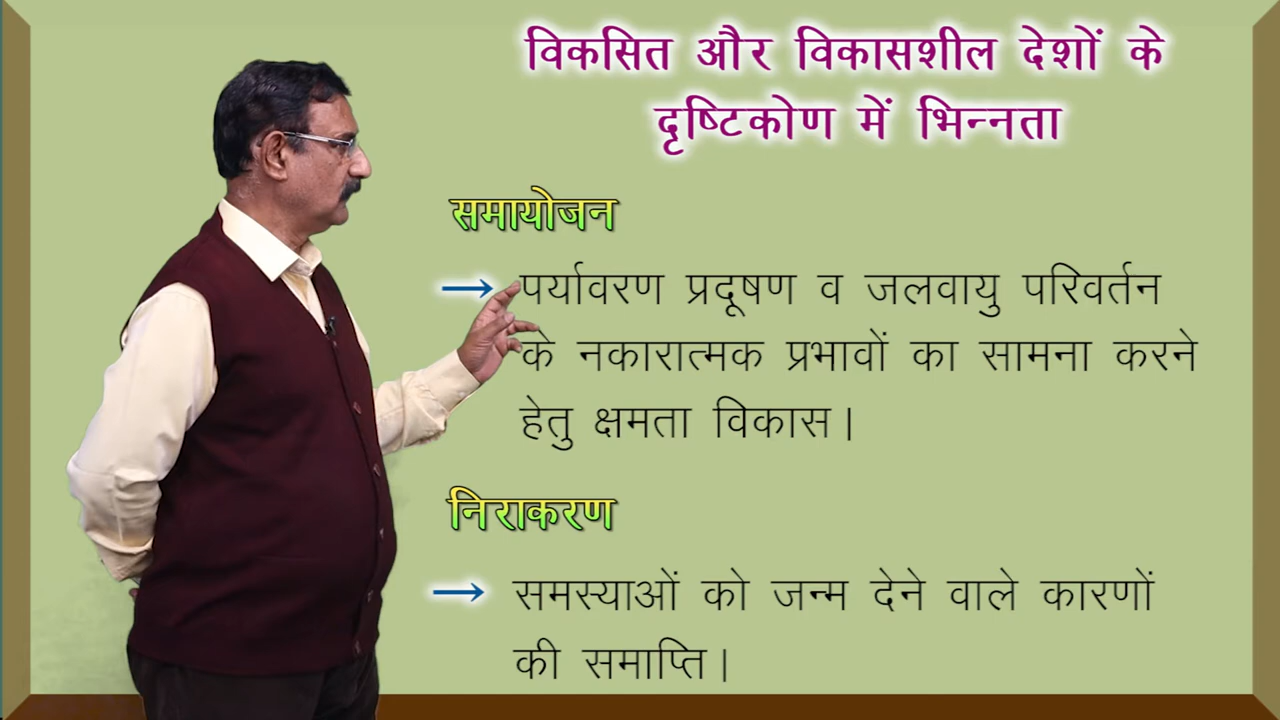 विकसित और विकासशील देशों के
दृष्टिकोण में भिन्नता
समायोजन
→ पर्यावरण प्रदूषण व जलवायु परिवर्तन
के नकारात्मक प्रभावों का सामना करने
हेतु क्षमता विकास।
निराकरण
→ समस्याओं को जन्म देने वाले कारणों
की समाप्ति।